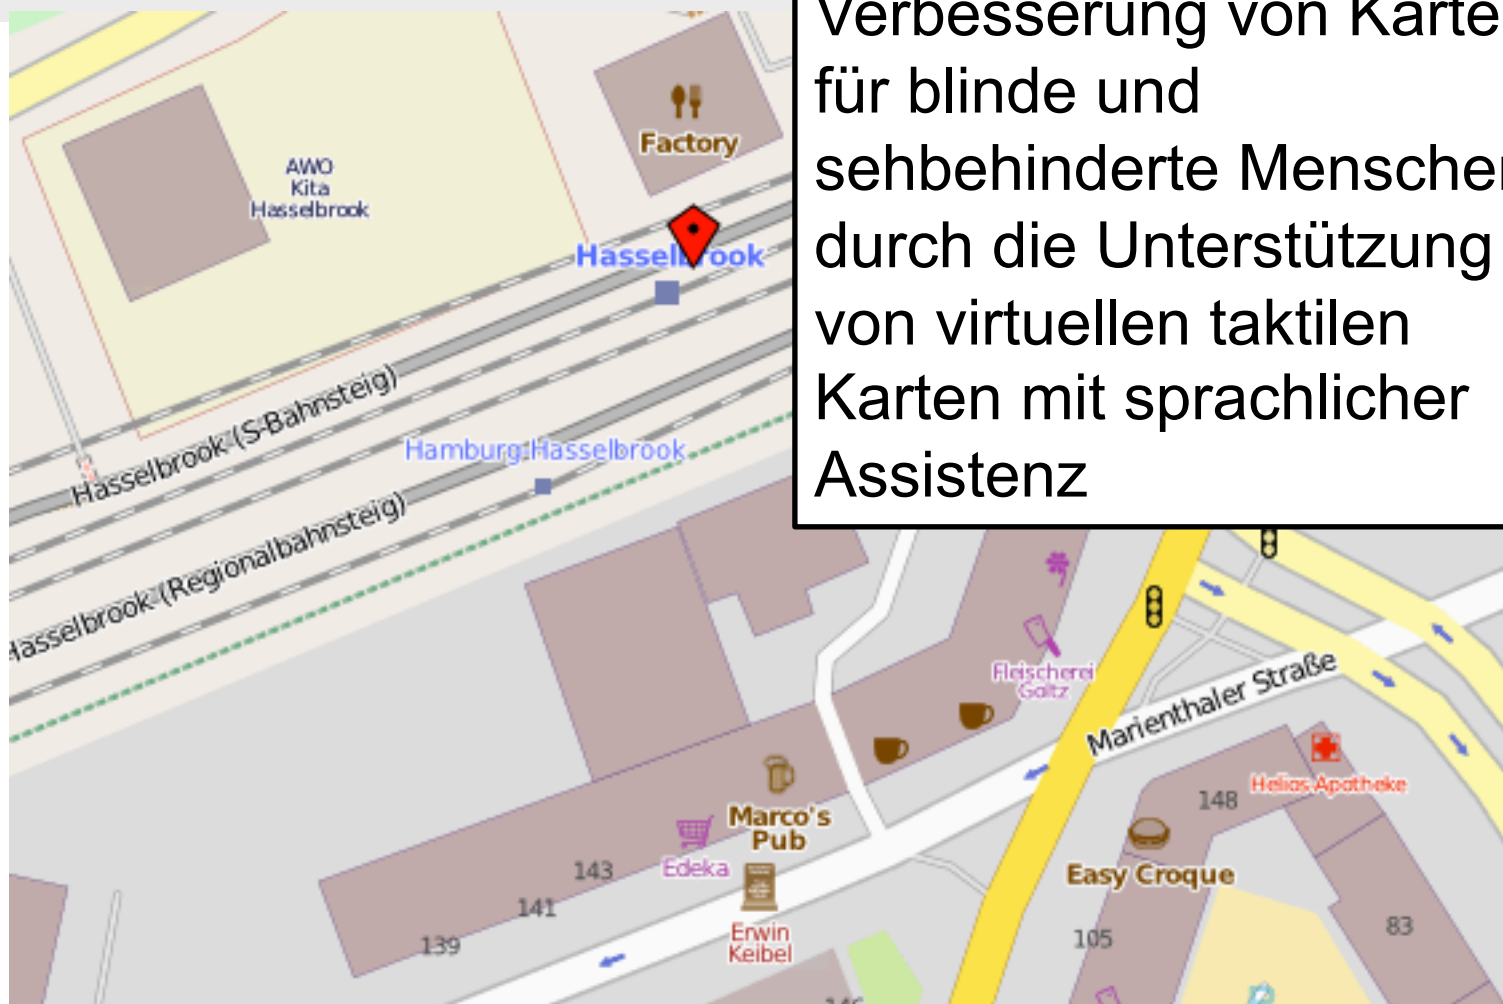 Verbesserung von Karte
für blinde und
sehbehinderte Menschen
durch die Unterstützung
von virtuellen taktilen
Karten mit sprachlicher
Assistenz
Factory
AWO
Kita
Hasselbrook
Hasselbrook
Hasselbrook (S-Bahnsteig)
Hamburg-Hasselbrook
Hasselbrook (Regionalbahnsteig)
Fleischerei
Goltz
Marienthaler Straße
Helios Apotheke
148
Marco's
Pub
Edeka
Easy Croque
143
141
139
Erwin
Keibel
105
83